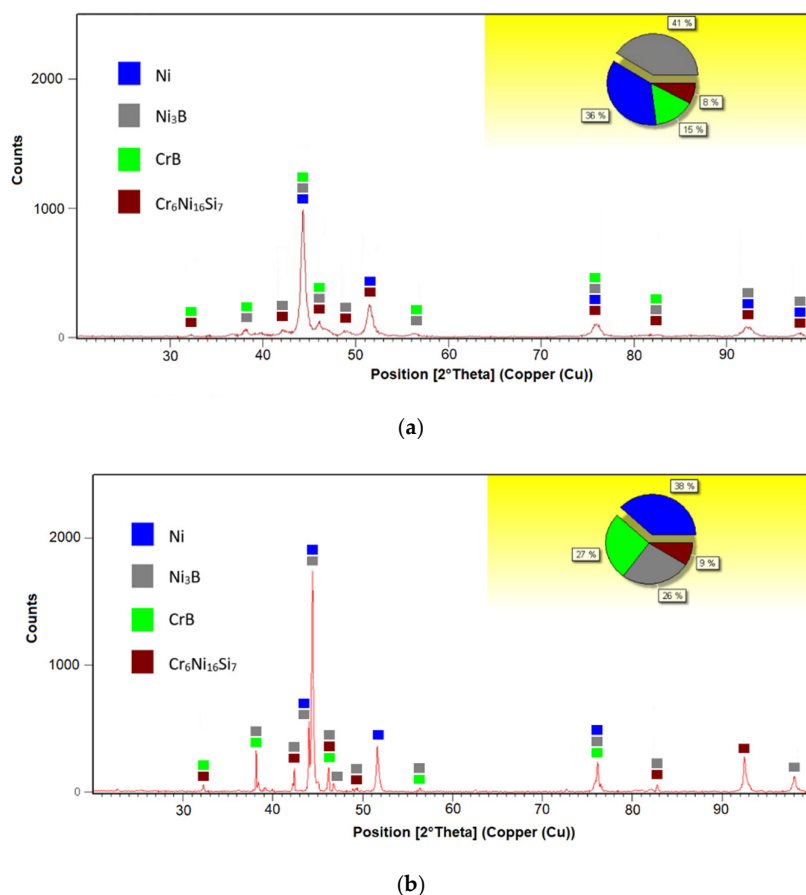 41 %
2000
Ni
Ni₃B
36 %
8 %
15 %
CrB
Counts
1000
Cr₆Ni₁₆Si₇
0
30 40 50 60 70 80 90
Position [2°Theta] (Copper (Cu))
(a)
38 %
2000
Ni
27 %
9 %
Ni₃B
26 %
CrB
Counts
1000
Cr₆Ni₁₆Si₇
0
30 40 50 60 70 80 90
Position [2°Theta] (Copper (Cu))
(b)